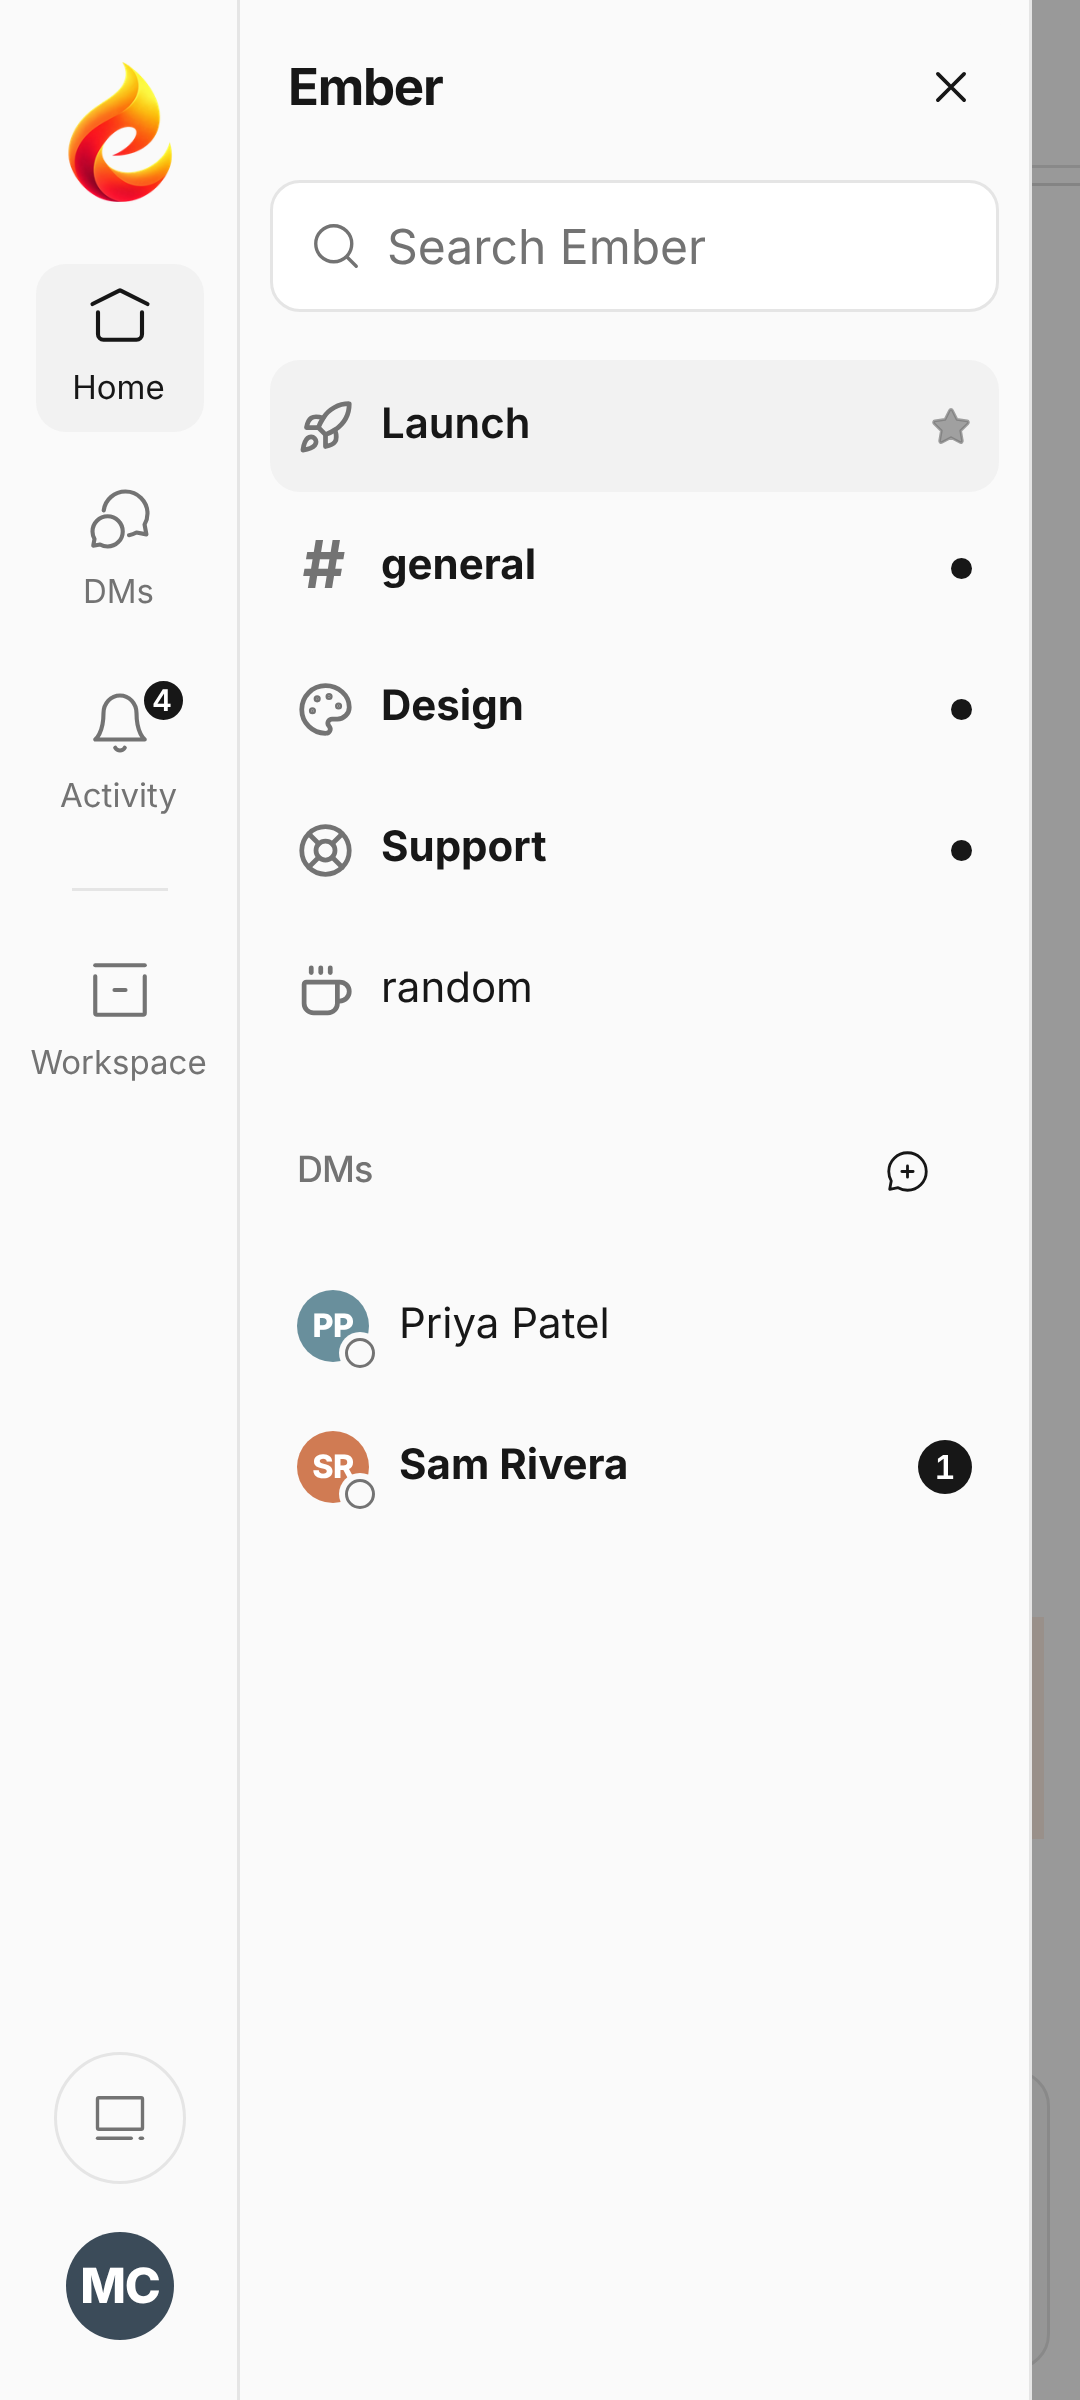 Ember
Search Ember
Home
DMs
4
Activity
Workspace
MC
Launch
# general
Design
Support
random
DMs
PP Priya Patel
SR Sam Rivera 1